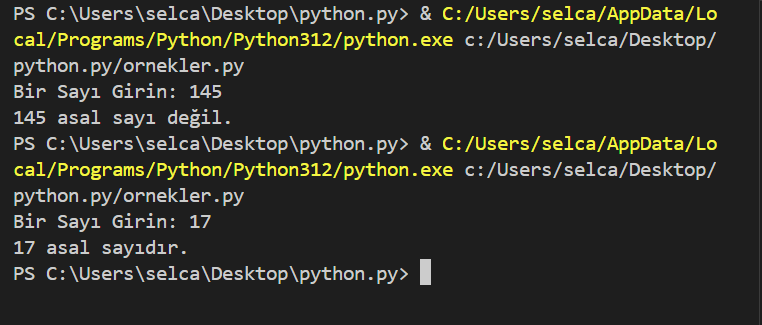 PS C:\Users\selca\Desktop\python.py> & C:/Users/selca/AppData/Lo
cal/Programs/Python/Python312/python.exe c:/Users/selca/Desktop/
python.py/ornekler.py
Bir Sayı Girin: 145
145 asal sayı değil.
PS C:\Users\selca\Desktop\python.py> & C:/Users/selca/AppData/Lo
cal/Programs/Python/Python312/python.exe c:/Users/selca/Desktop/
python.py/ornekler.py
Bir Sayı Girin: 17
17 asal sayıdır.
PS C:\Users\selca\Desktop\python.py>